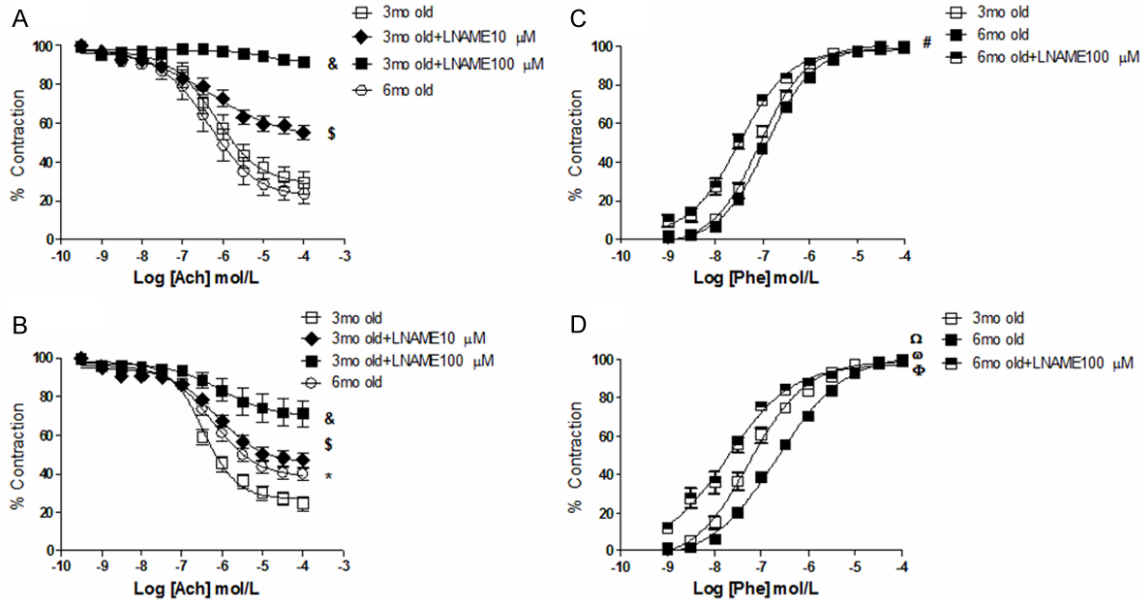 A
3mo old
3mo old+LNAME10 μM
3mo old+LNAME100 μM
6mo old
% Contraction
100
80
60
40
20
0
&
$
-10 -9 -8 -7 -6 -5 -4 -3
Log [Ach] mol/L
C
3mo old
6mo old
6mo old+LNAME100 μM
% Contraction
100
80
60
40
20
0
#
-10 -9 -8 -7 -6 -5 -4
Log [Phe] mol/L
B
3mo old
3mo old+LNAME10 μM
3mo old+LNAME100 μM
6mo old
% Contraction
100
80
60
40
20
0
&
$
*
-10 -9 -8 -7 -6 -5 -4 -3
Log [Ach] mol/L
D
3mo old
6mo old
6mo old+LNAME100 μM
% Contraction
100
80
60
40
20
0
Ω
ω
Φ
-10 -9 -8 -7 -6 -5 -4
Log [Phe] mol/L